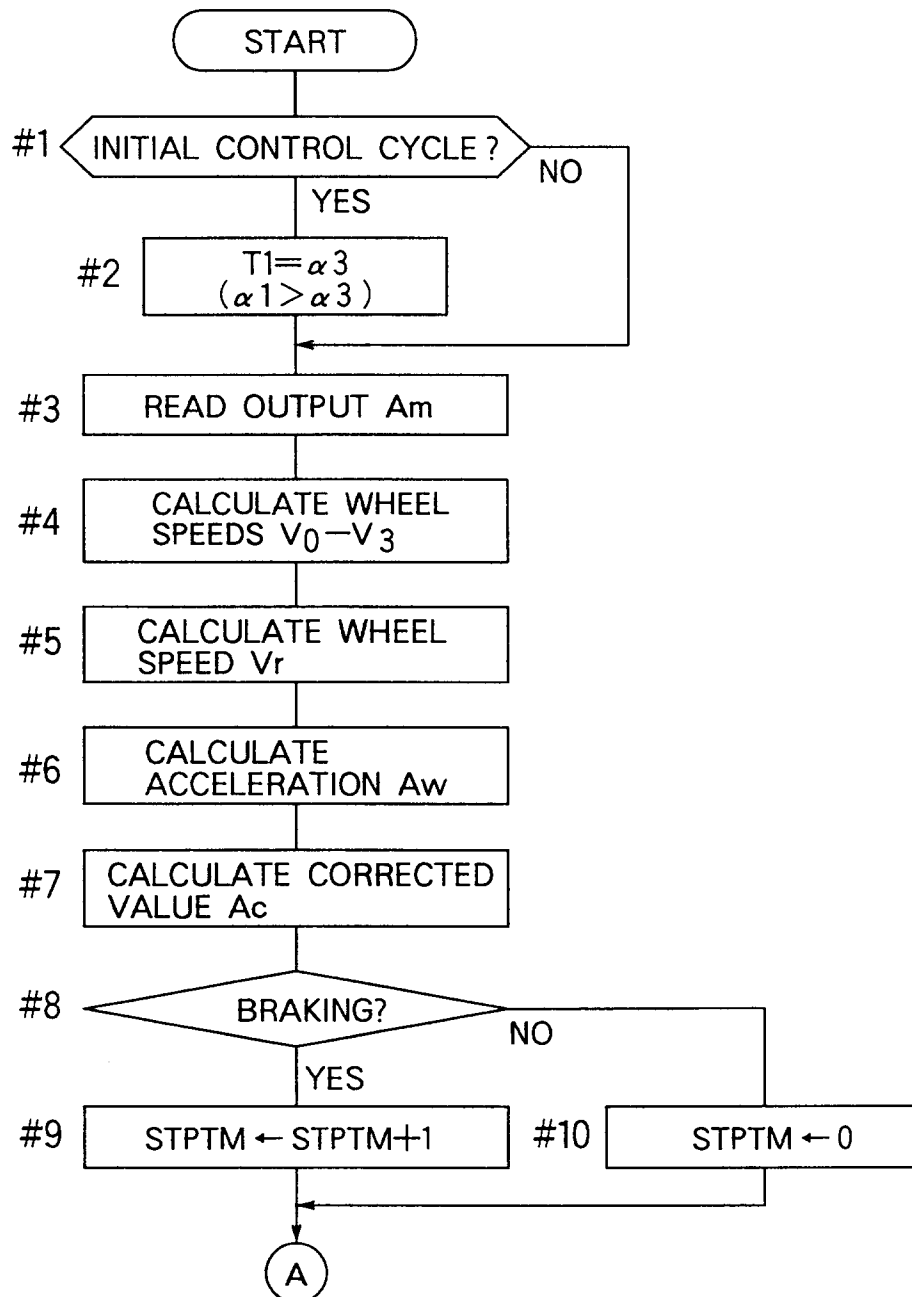 START
#1 INITIAL CONTROL CYCLE?
NO
YES
#2 T1=α3
(α1>α3)
#3 READ OUTPUT Am
#4 CALCULATE WHEEL
SPEEDS V0−V3
#5 CALCULATE WHEEL
SPEED Vr
#6 CALCULATE
ACCELERATION Aw
#7 CALCULATE CORRECTED
VALUE Ac
#8 BRAKING?
NO
YES
#9 STPTM ← STPTM+1
#10 STPTM ← 0
A